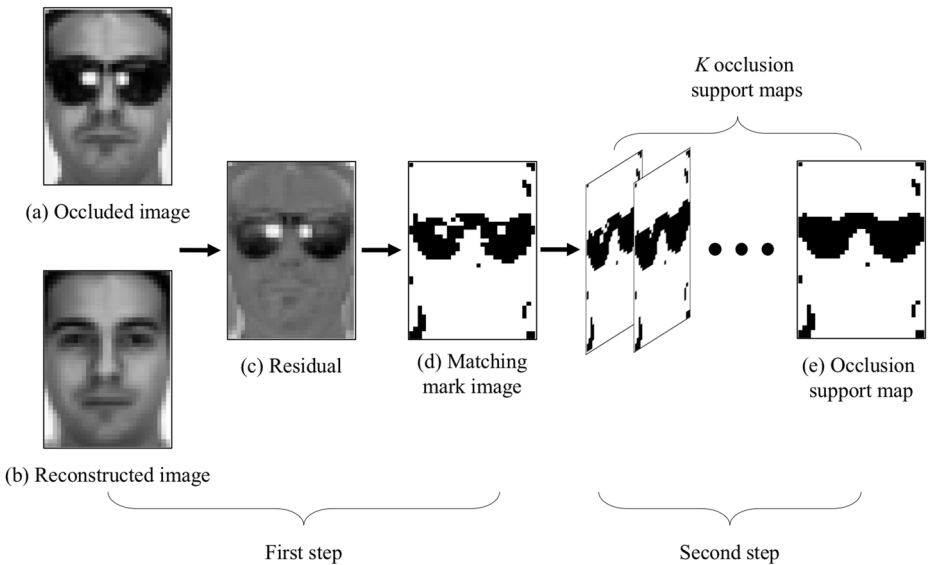 K occlusion
support maps
(a) Occluded image
(c) Residual
(d) Matching
mark image
(e) Occlusion
support map
(b) Reconstructed image
First step
Second step